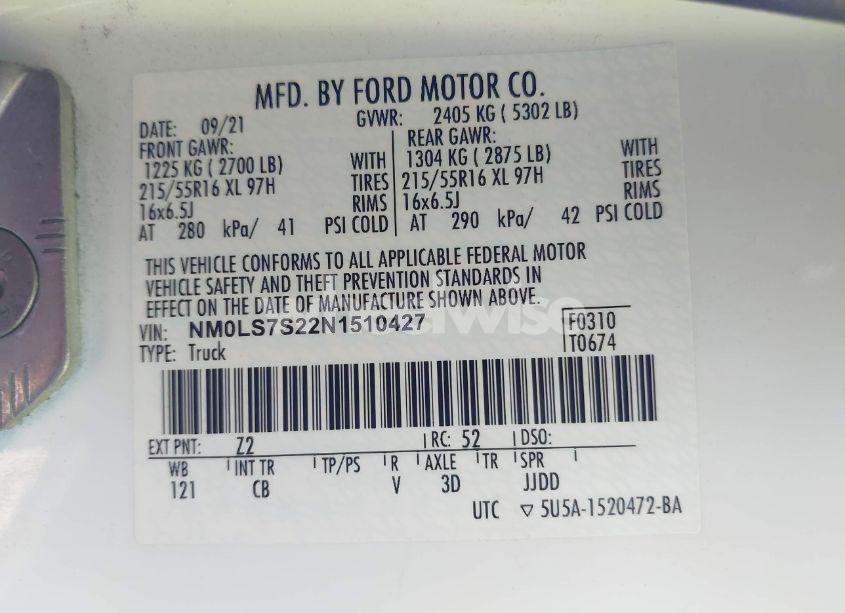 MFD. BY FORD MOTOR CO.
DATE: 09/21 GVWR: 2405 KG ( 5302 LB)
FRONT GAWR: REAR GAWR:
1225 KG ( 2700 LB) WITH 1304 KG ( 2875 LB) WITH
215/55R16 XL 97H TIRES 215/55R16 XL 97H TIRES
16x6.5J RIMS 16x6.5J RIMS
AT 280 kPa/ 41 PSI COLD AT 290 kPa/ 42 PSI COLD
THIS VEHICLE CONFORMS TO ALL APPLICABLE FEDERAL MOTOR
VEHICLE SAFETY AND THEFT PREVENTION STANDARDS IN
EFFECT ON THE DATE OF MANUFACTURE SHOWN ABOVE.
VIN: NM0LS7S22N1510427 F0310
TYPE: Truck T0674
EXT PNT: Z2 RC: 52 DSO:
WB INT TR TP/PS R AXLE TR SPR
121 CB V 3D JJDD
UTC ▽ 5U5A-1520472-BA